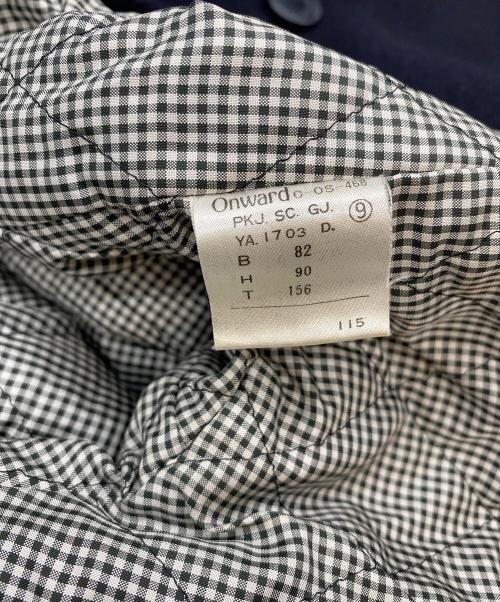 Onward C OS-468
PKJ. SC. GJ. ⑨
YA. 1703 D.
B 82
H 90
T 156
115